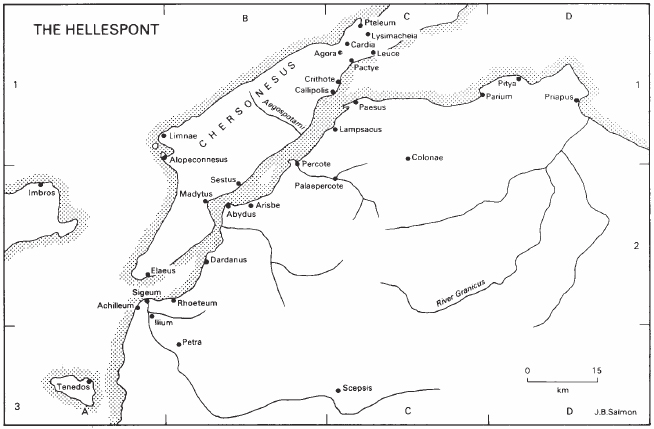 THE HELLESPONT
B
C
D
Pteleum
Lysimacheia
Cardia
Agora
Leuce
Pactye
Crithote
Callipolis
Pitya
1
1
CHERSONESUS
Aegospotami
Paesus
Parium
Priapus
Limnae
Lampsacus
Alopeconnesus
Percote
Colonae
Sestus
Palaepercote
Imbros
Madytus
Abydus
Arisbe
2
Dardanus
Elaeus
River Granicus
Sigeum
Achilleum
Rhoeteum
Ilium
Petra
0
15
km
Tenedos
Scepsis
3
A
C
D
J.B.Salmon